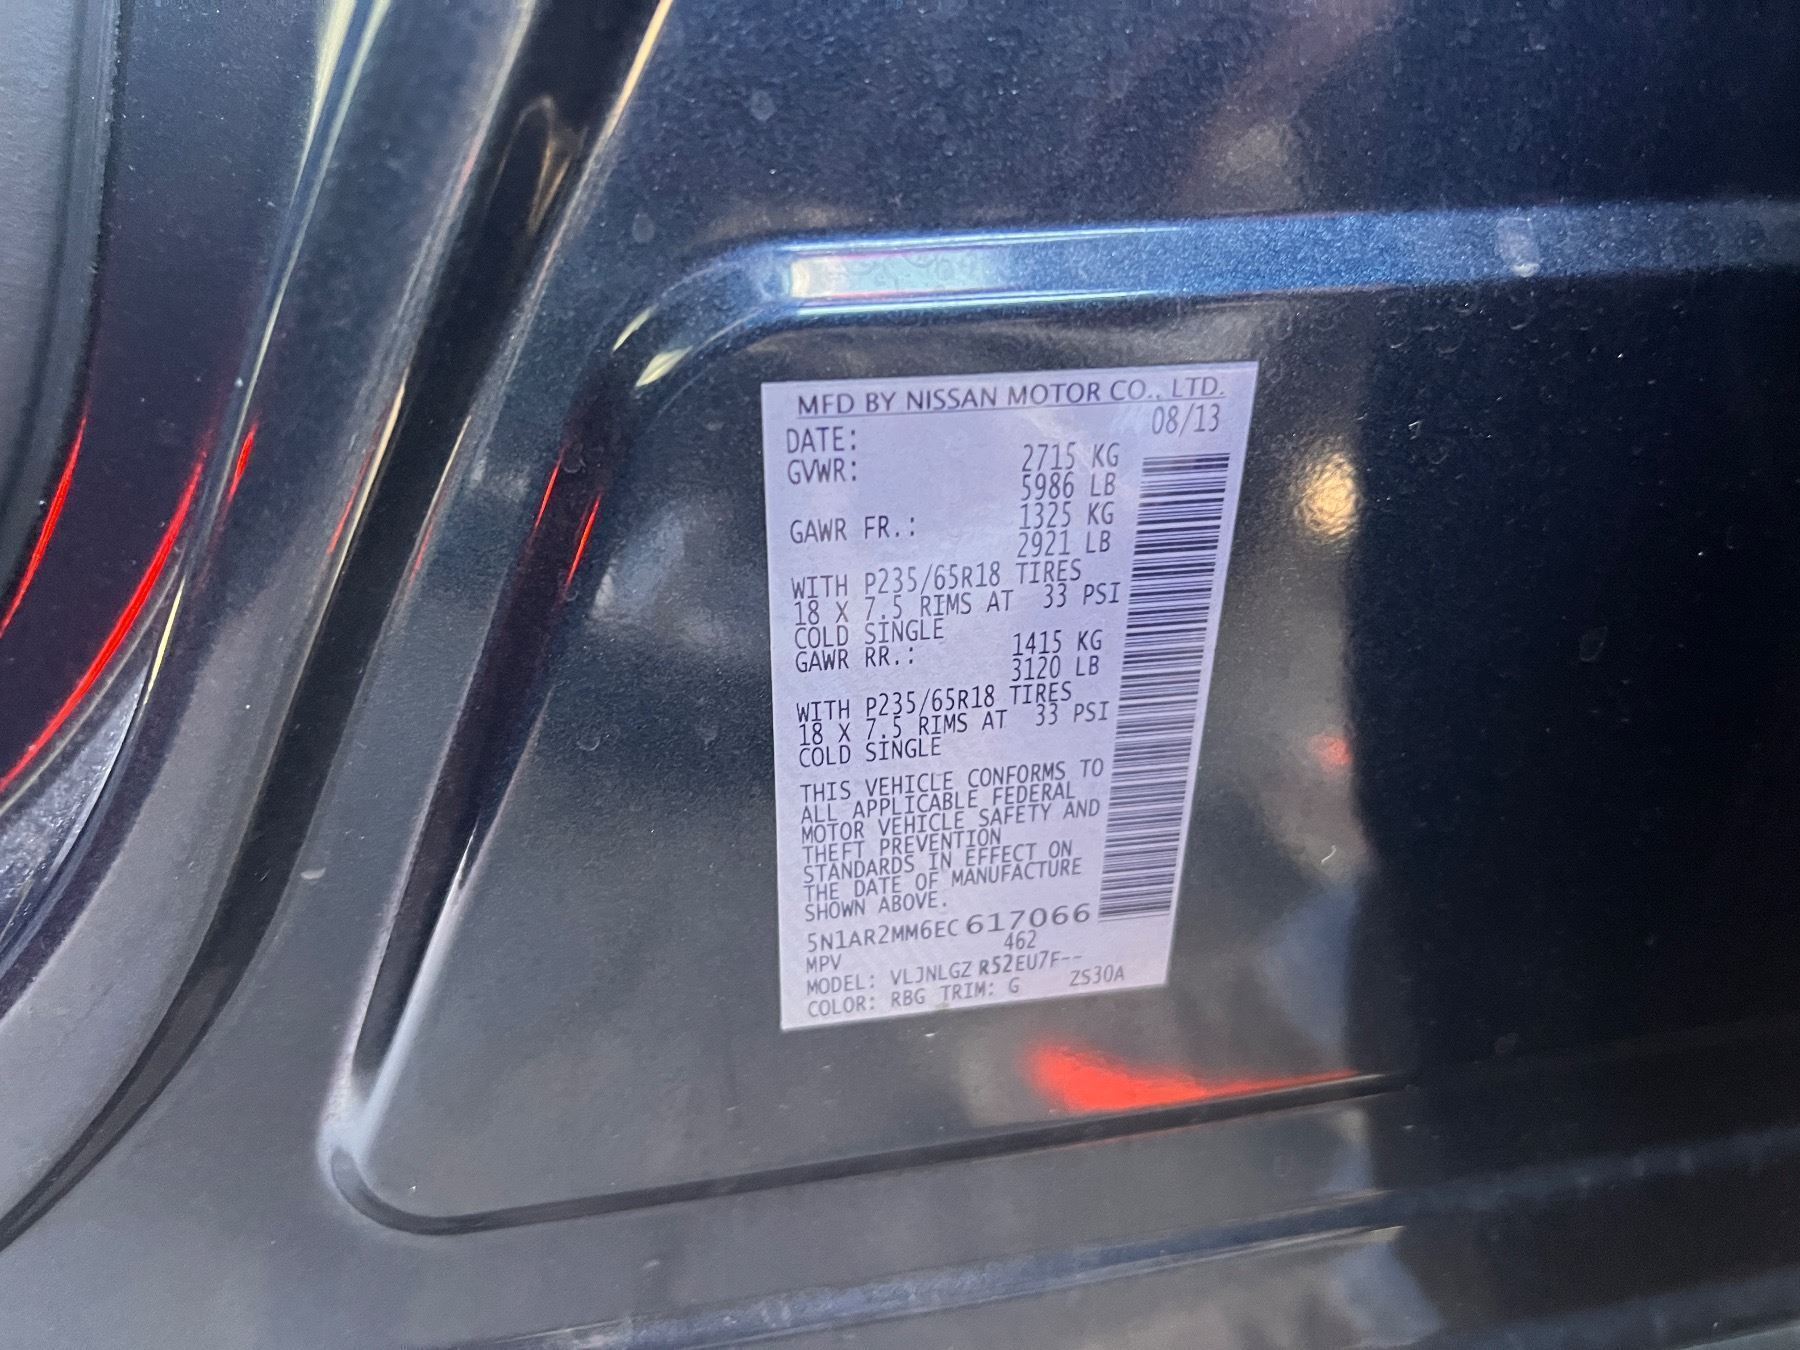 MFD BY NISSAN MOTOR CO., LTD.
DATE: 08/13
GVWR: 2715 KG
5986 LB
GAWR FR.: 1325 KG
2921 LB
WITH P235/65R18 TIRES
18 X 7.5 RIMS AT 33 PSI
COLD SINGLE
GAWR RR.: 1415 KG
3120 LB
WITH P235/65R18 TIRES
18 X 7.5 RIMS AT 33 PSI
COLD SINGLE
THIS VEHICLE CONFORMS TO
ALL APPLICABLE FEDERAL
MOTOR VEHICLE SAFETY AND
THEFT PREVENTION
STANDARDS IN EFFECT ON
THE DATE OF MANUFACTURE
SHOWN ABOVE.
5N1AR2MM6EC617066
MPV 462
MODEL: VLJNLGZ R52EU7F--
COLOR: RBG TRIM: G ZS30A